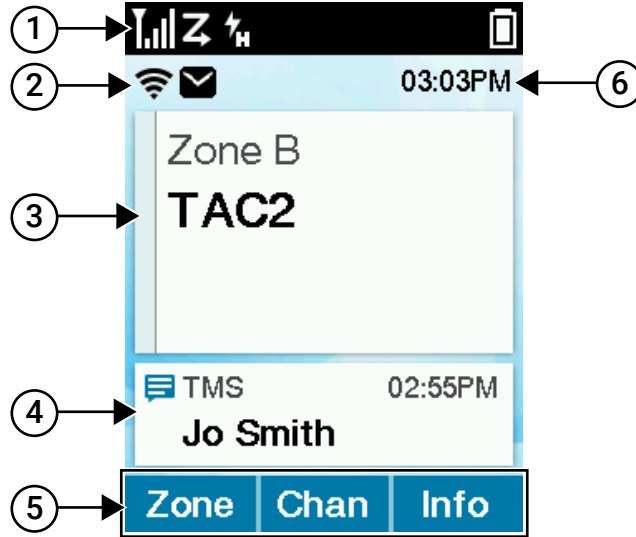 1
H
2
03:03PM
6
Zone B
3
TAC2
TMS 02:55PM
4
Jo Smith
5
Zone Chan Info